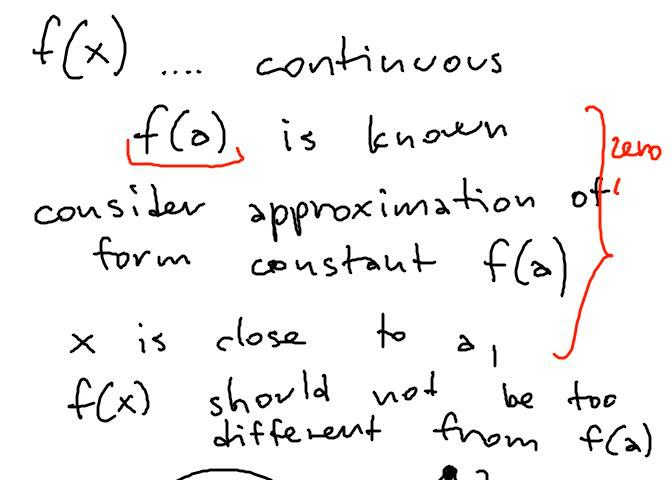 f(x) .... continuous
f(a) is known
zero
consider approximation of
form constant f(a)
x is close to a,
f(x) should not be too
different from f(a)